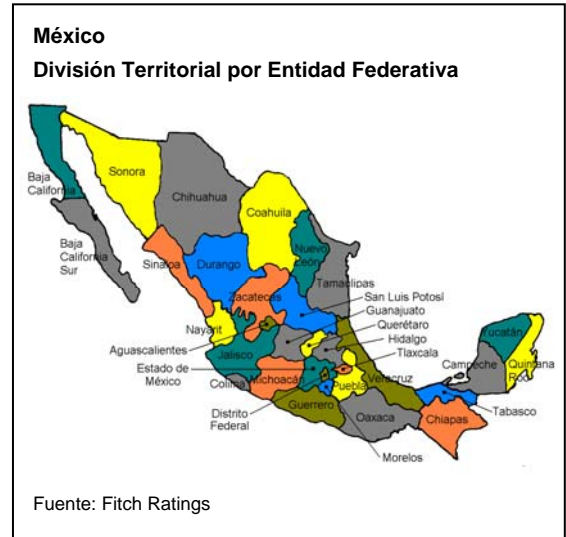 México
División Territorial por Entidad Federativa
Baja
California
Sonora
Chihuahua
Coahuila
Baja
California
Sur
Sinaloa
Durango
Nuevo
León
Tamaulipas
Zacatecas
San Luis Potosí
Guanajuato
Nayarit
Querétaro
Aguascalientes
Hidalgo
Jalisco
Tlaxcala
Estado de
México
Colima
Michoacán
Puebla
Veracruz
Yucatán
Campeche
Quintana
Roo
Distrito
Federal
Guerrero
Oaxaca
Tabasco
Chiapas
Morelos
Fuente: Fitch Ratings